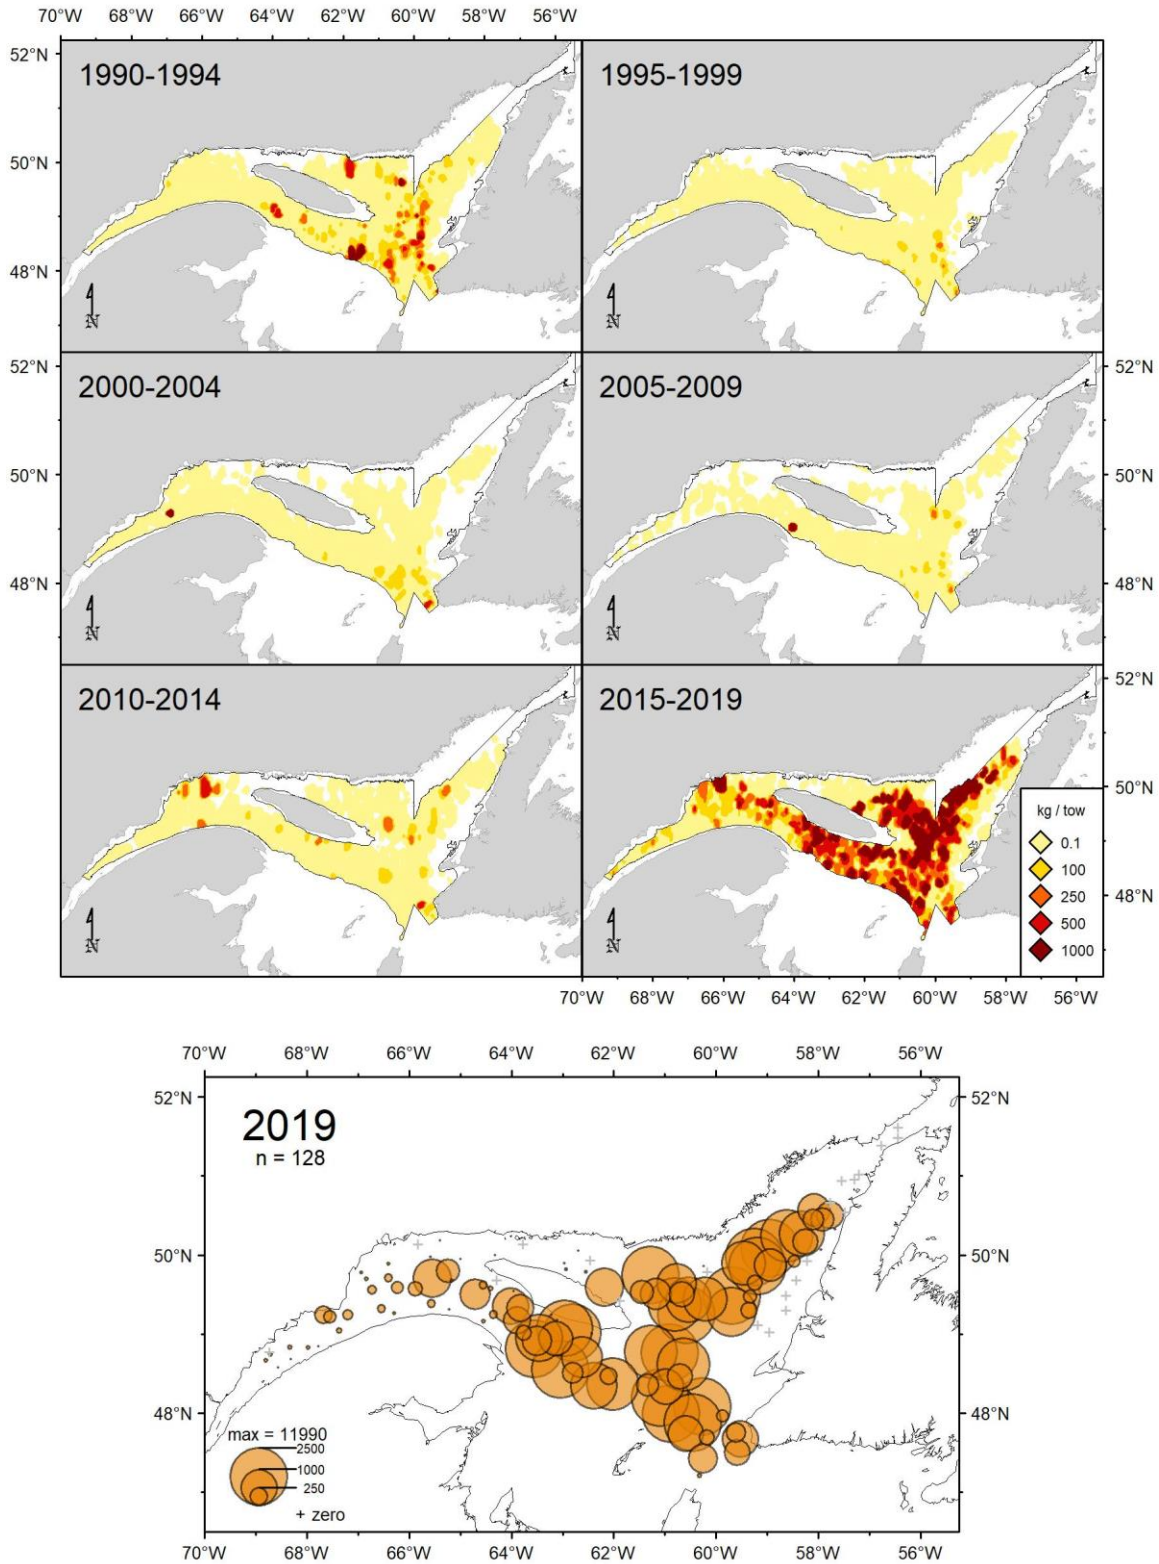 70°W 68°W 66°W 64°W 62°W 60°W 58°W 56°W
52°N
1990-1994
1995-1999
50°N
48°N
N
52°N
52°N
2000-2004
2005-2009
50°N
50°N
48°N
48°N
N
N
52°N
2010-2014
2015-2019
50°N
kg / tow
0.1
100
250
48°N
500
1000
N
70°W 68°W 66°W 64°W 62°W 60°W 58°W 56°W
70°W 68°W 66°W 64°W 62°W 60°W 58°W 56°W
52°N
52°N
2019
n = 128
50°N
50°N
48°N
48°N
max = 11990
2500
1000
250
+ zero
70°W 68°W 66°W 64°W 62°W 60°W 58°W 56°W